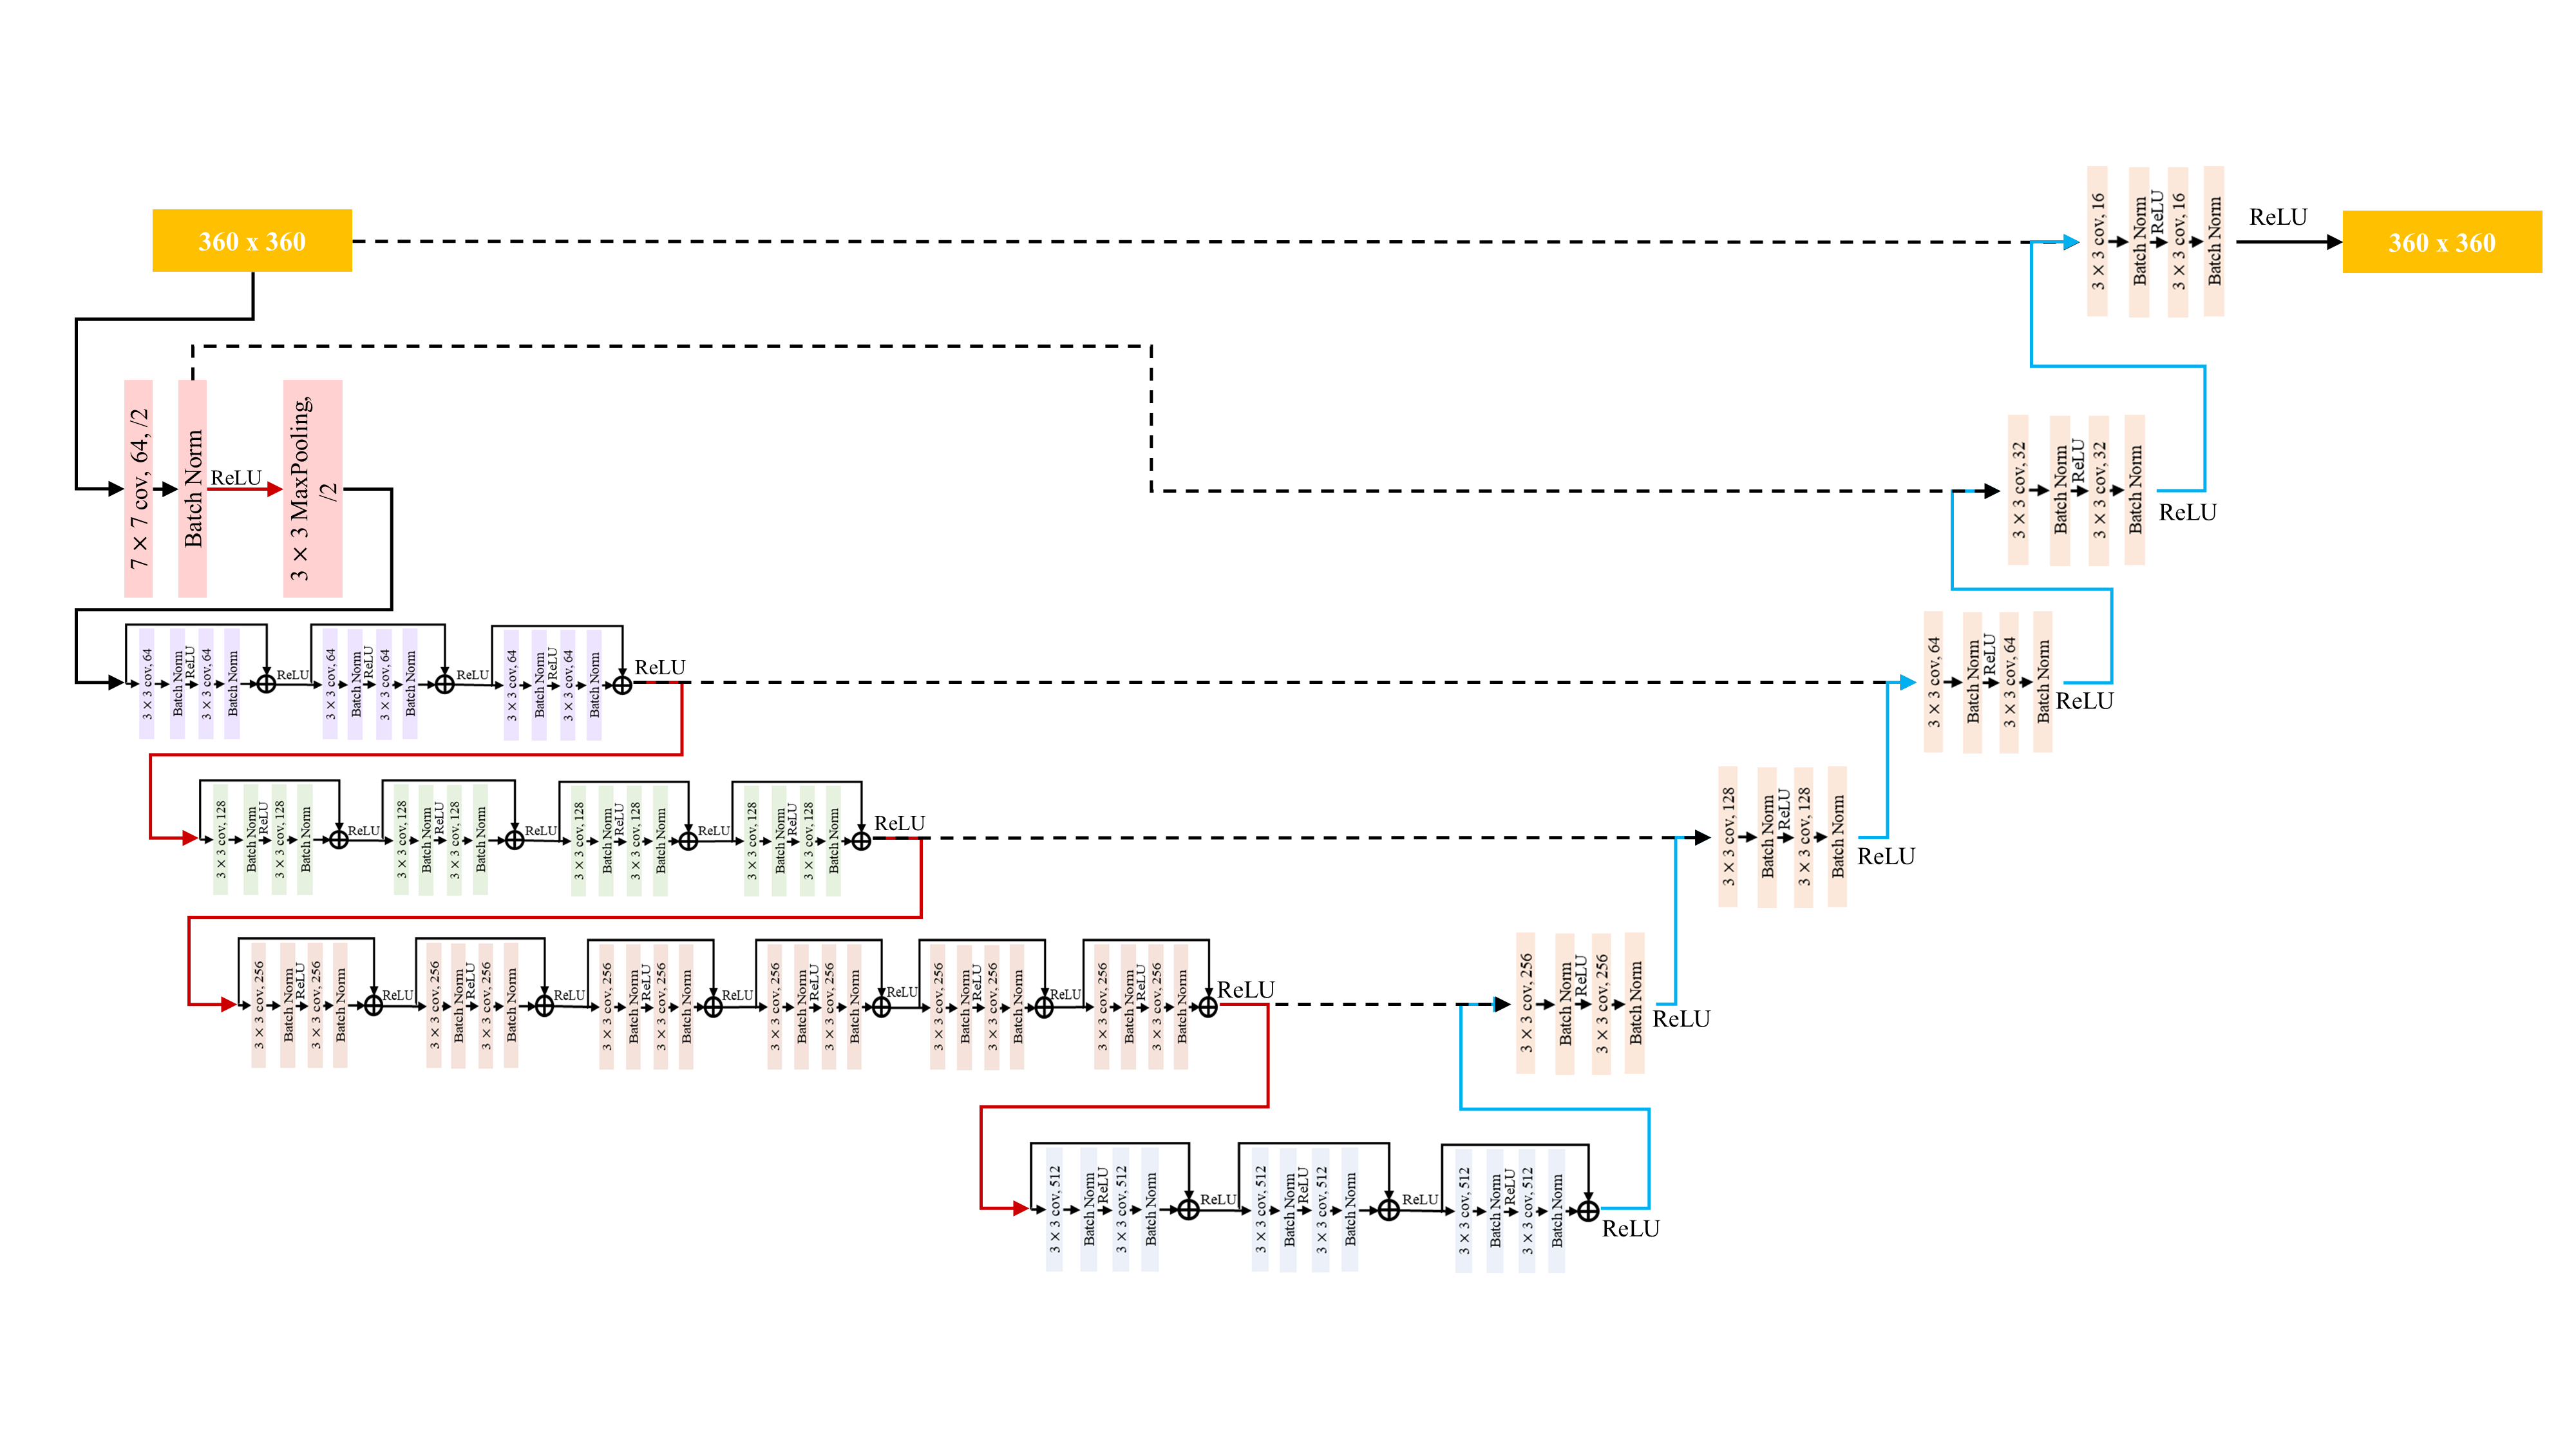 360 x 360
3 × 3 cov, 16
Batch Norm
ReLU
3 × 3 cov, 16
Batch Norm
ReLU
360 x 360
7 × 7 cov, 64, /2
Batch Norm
ReLU
3 × 3 MaxPooling,
/2
3 × 3 cov, 32
Batch Norm
ReLU
3 × 3 cov, 32
Batch Norm
ReLU
3 × 3 cov, 64
Batch Norm
ReLU
3 × 3 cov, 64
Batch Norm
ReLU
3 × 3 cov, 64
Batch Norm
ReLU
3 × 3 cov, 64
Batch Norm
ReLU
3 × 3 cov, 64
Batch Norm
ReLU
3 × 3 cov, 64
Batch Norm
ReLU
3 × 3 cov, 64
Batch Norm
ReLU
3 × 3 cov, 64
Batch Norm
ReLU
3 × 3 cov, 128
Batch Norm
ReLU
3 × 3 cov, 128
Batch Norm
ReLU
3 × 3 cov, 128
Batch Norm
ReLU
3 × 3 cov, 128
Batch Norm
ReLU
3 × 3 cov, 128
Batch Norm
ReLU
3 × 3 cov, 128
Batch Norm
ReLU
3 × 3 cov, 128
Batch Norm
ReLU
3 × 3 cov, 128
Batch Norm
ReLU
3 × 3 cov, 128
Batch Norm
ReLU
3 × 3 cov, 128
Batch Norm
ReLU
3 × 3 cov, 256
Batch Norm
ReLU
3 × 3 cov, 256
Batch Norm
ReLU
3 × 3 cov, 256
Batch Norm
ReLU
3 × 3 cov, 256
Batch Norm
ReLU
3 × 3 cov, 256
Batch Norm
ReLU
3 × 3 cov, 256
Batch Norm
ReLU
3 × 3 cov, 256
Batch Norm
ReLU
3 × 3 cov, 256
Batch Norm
ReLU
3 × 3 cov, 256
Batch Norm
ReLU
3 × 3 cov, 256
Batch Norm
ReLU
3 × 3 cov, 256
Batch Norm
ReLU
3 × 3 cov, 256
Batch Norm
ReLU
3 × 3 cov, 256
Batch Norm
ReLU
3 × 3 cov, 256
Batch Norm
ReLU
3 × 3 cov, 512
Batch Norm
ReLU
3 × 3 cov, 512
Batch Norm
ReLU
3 × 3 cov, 512
Batch Norm
ReLU
3 × 3 cov, 512
Batch Norm
ReLU
3 × 3 cov, 512
Batch Norm
ReLU
3 × 3 cov, 512
Batch Norm
ReLU